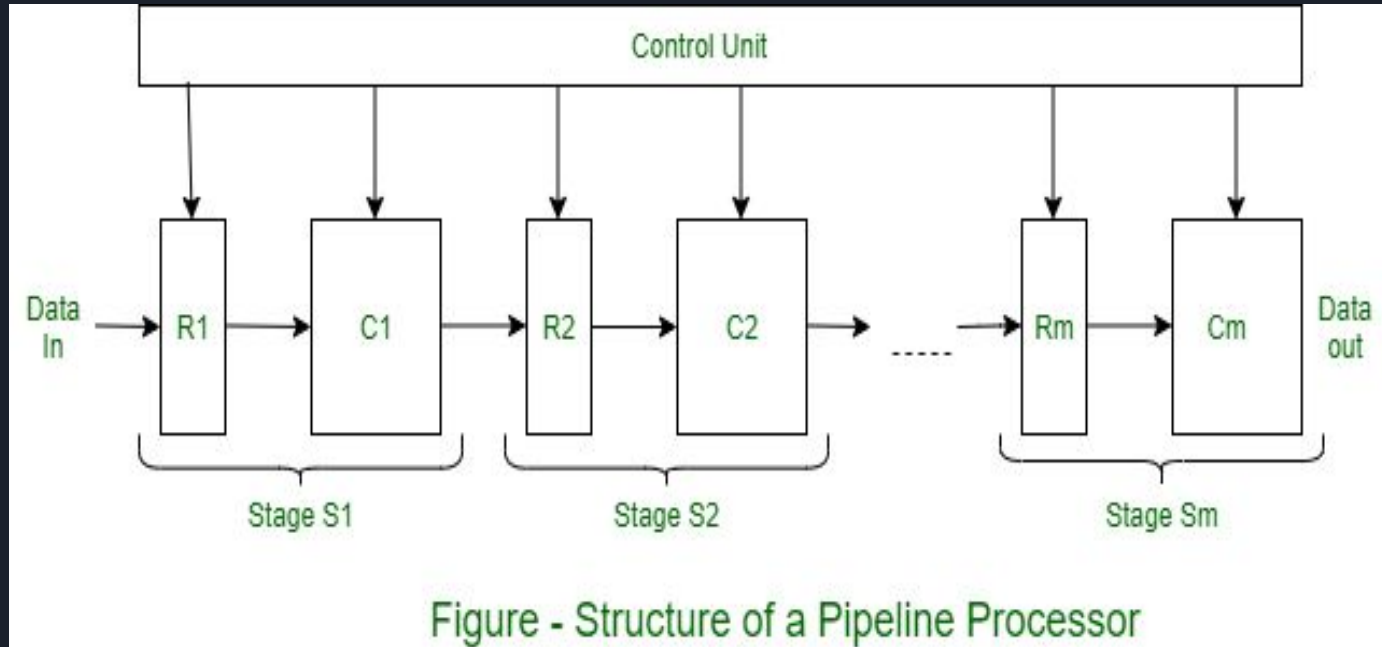 Control Unit
Data
In
R1
C1
R2
C2
-----
Rm
Cm
Data
out
Stage S1
Stage S2
Stage Sm
Figure - Structure of a Pipeline Processor